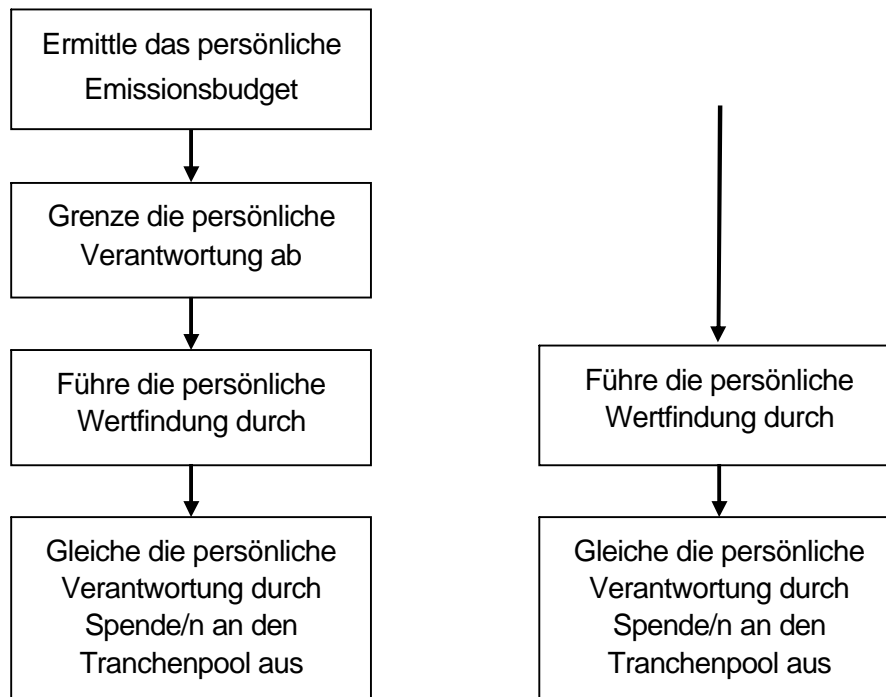 Ermittle das persönliche
Emissionsbudget
Grenze die persönliche
Verantwortung ab
Führe die persönliche
Wertfindung durch
Gleiche die persönliche
Verantwortung durch
Spende/n an den
Tranchenpool aus
Führe die persönliche
Wertfindung durch
Gleiche die persönliche
Verantwortung durch
Spende/n an den
Tranchenpool aus